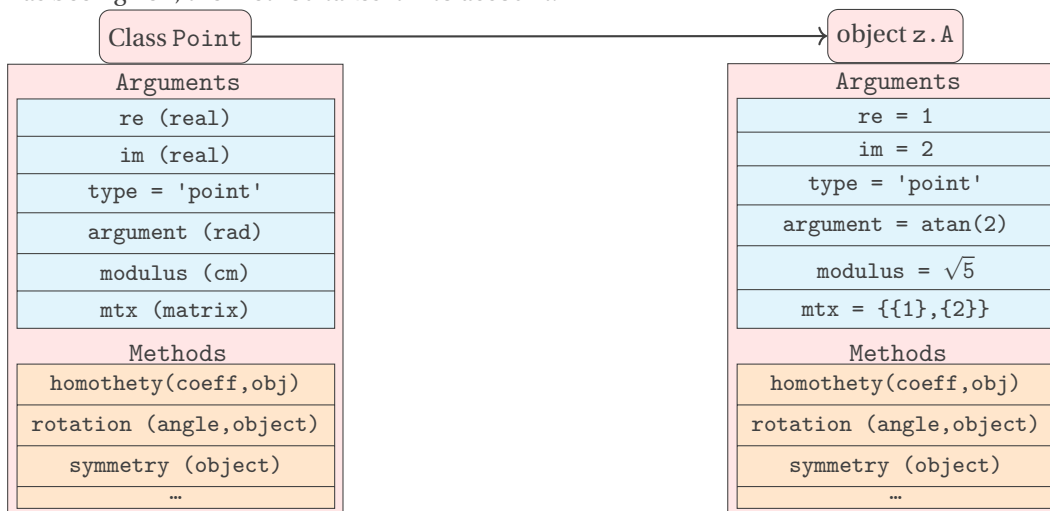 Class Point
object z.A
Arguments
re (real)
im (real)
type = 'point'
argument (rad)
modulus (cm)
mtx (matrix)
Methods
homothety(coeff,obj)
rotation (angle,object)
symmetry (object)
…
Arguments
re = 1
im = 2
type = 'point'
argument = atan(2)
modulus = √5
mtx = {{1},{2}}
Methods
homothety(coeff,obj)
rotation (angle,object)
symmetry (object)
…